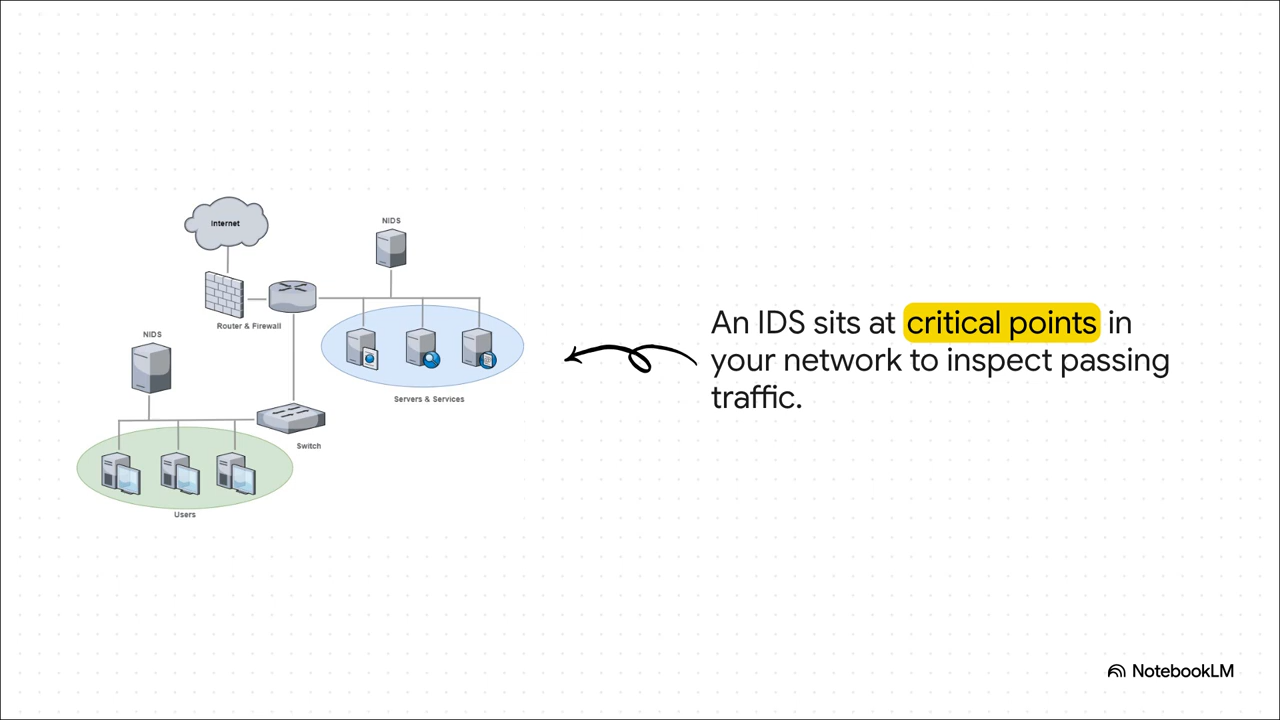 Internet
NIDS
Router & Firewall
NIDS
Servers & Services
Switch
Users
An IDS sits at critical points in
your network to inspect passing
traffic.
NotebookLM